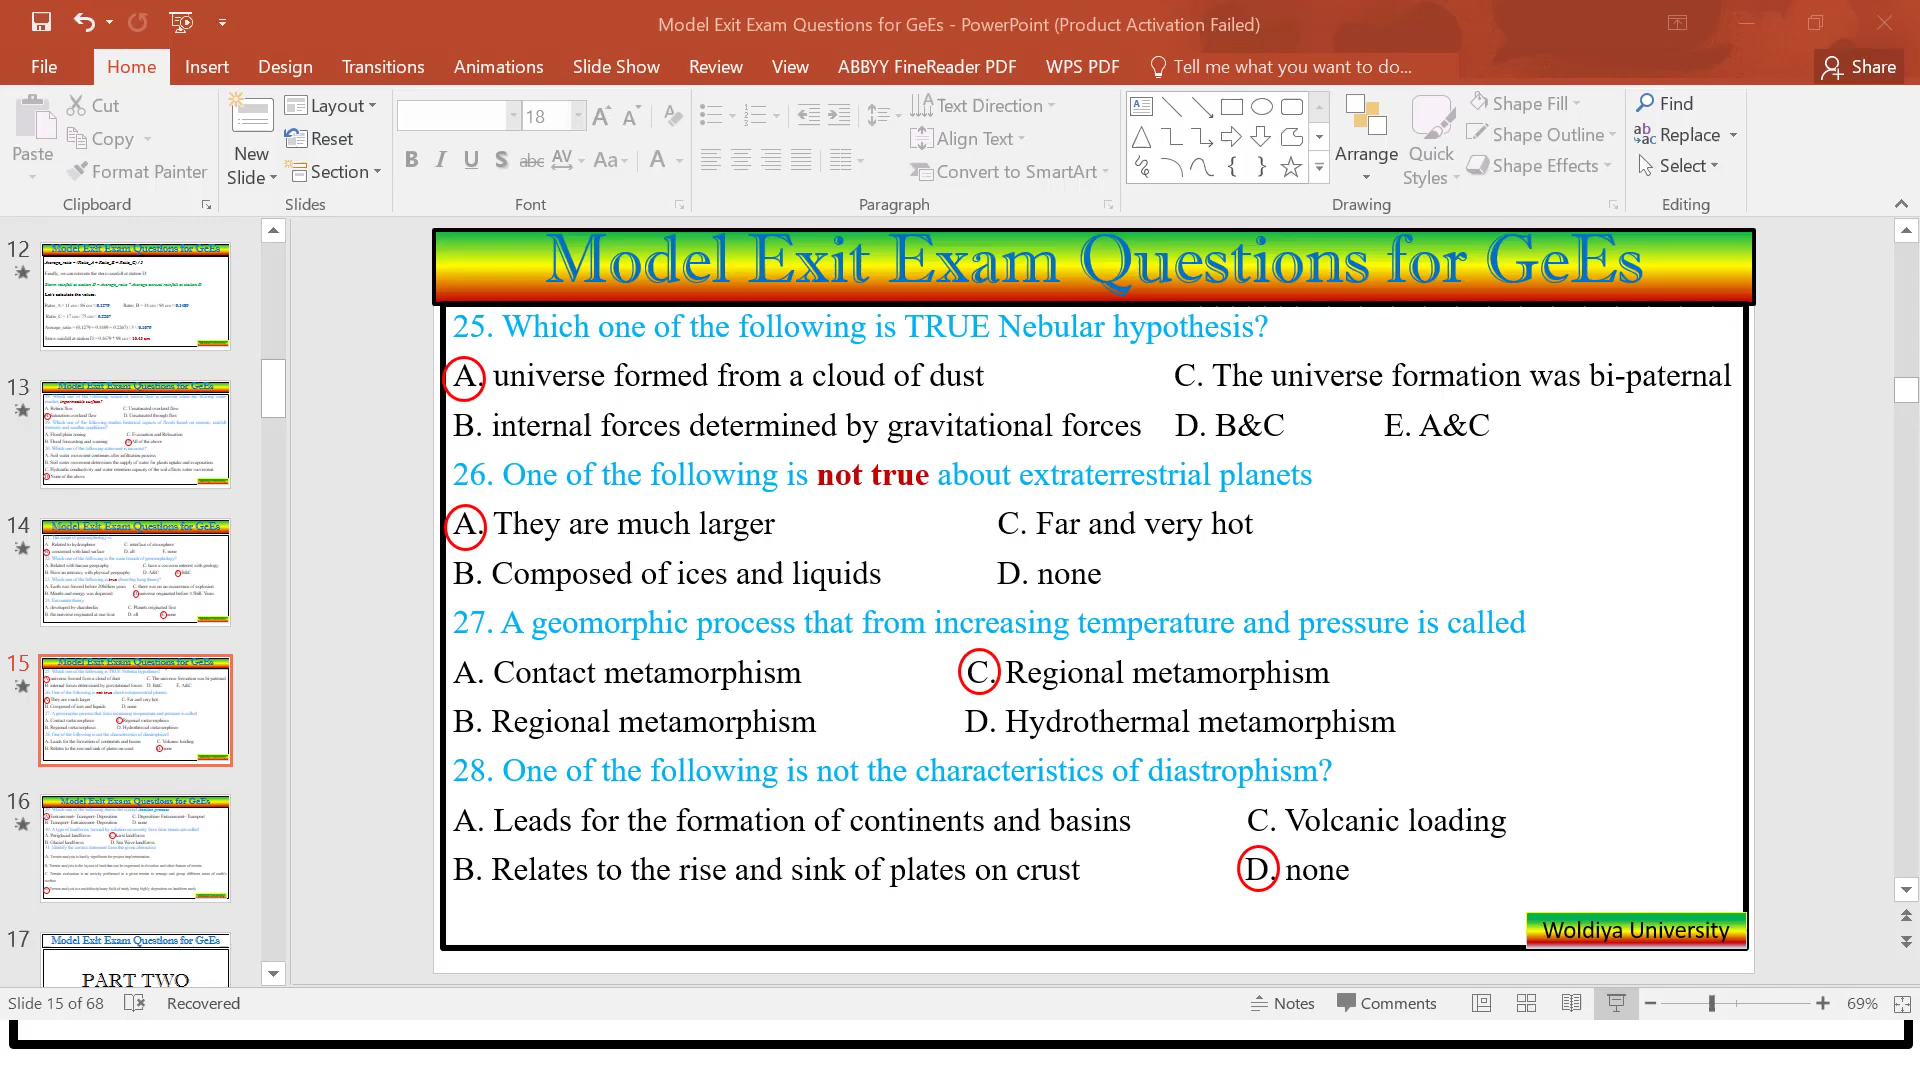 Model Exit Exam Questions for GeEs - PowerPoint (Product Activation Failed)
File Home Insert Design Transitions Animations Slide Show Review View ABBYY FineReader PDF WPS PDF Tell me what you want to do... Share
Paste Cut Copy Format Painter Clipboard
New Slide Layout Reset Section Slides
18 B I U S abc AV Aa A Font
Text Direction Align Text Convert to SmartArt Paragraph
Arrange Quick Styles Shape Fill Shape Outline Shape Effects Drawing
Find Replace Select Editing
12
13
14
15
16
17
Model Exit Exam Questions for GeEs
PART TWO
Model Exit Exam Questions for GeEs
25. Which one of the following is TRUE Nebular hypothesis?
A. universe formed from a cloud of dust C. The universe formation was bi-paternal
B. internal forces determined by gravitational forces D. B&C E. A&C
26. One of the following is not true about extraterrestrial planets
A. They are much larger C. Far and very hot
B. Composed of ices and liquids D. none
27. A geomorphic process that from increasing temperature and pressure is called
A. Contact metamorphism C. Regional metamorphism
B. Regional metamorphism D. Hydrothermal metamorphism
28. One of the following is not the characteristics of diastrophism?
A. Leads for the formation of continents and basins C. Volcanic loading
B. Relates to the rise and sink of plates on crust D. none
Woldiya University
Slide 15 of 68 Recovered Notes Comments 69%